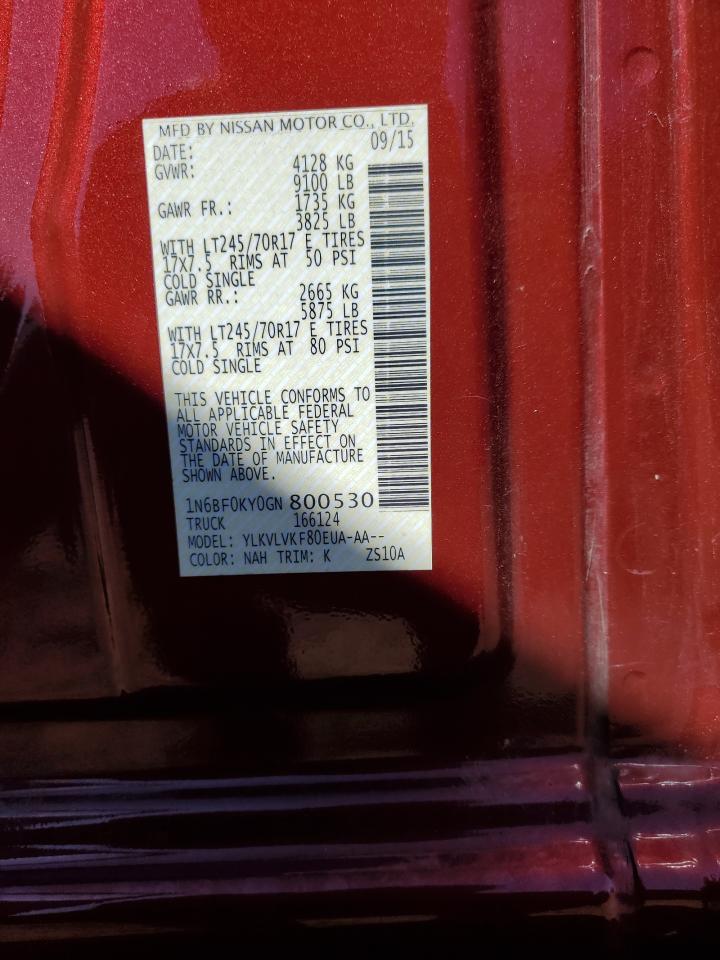 MFD BY NISSAN MOTOR CO., LTD.
DATE: 09/15
GVWR: 4128 KG
9100 LB
GAWR FR.: 1735 KG
3825 LB
WITH LT245/70R17 E TIRES
17X7.5 RIMS AT 50 PSI
COLD SINGLE
GAWR RR.: 2665 KG
5875 LB
WITH LT245/70R17 E TIRES
17X7.5 RIMS AT 80 PSI
COLD SINGLE
THIS VEHICLE CONFORMS TO
ALL APPLICABLE FEDERAL
MOTOR VEHICLE SAFETY
STANDARDS IN EFFECT ON
THE DATE OF MANUFACTURE
SHOWN ABOVE.
1N6BF0KY0GN 800530
TRUCK 166124
MODEL: YLKVLVKF80EUA-AA--
COLOR: NAH TRIM: K ZS10A